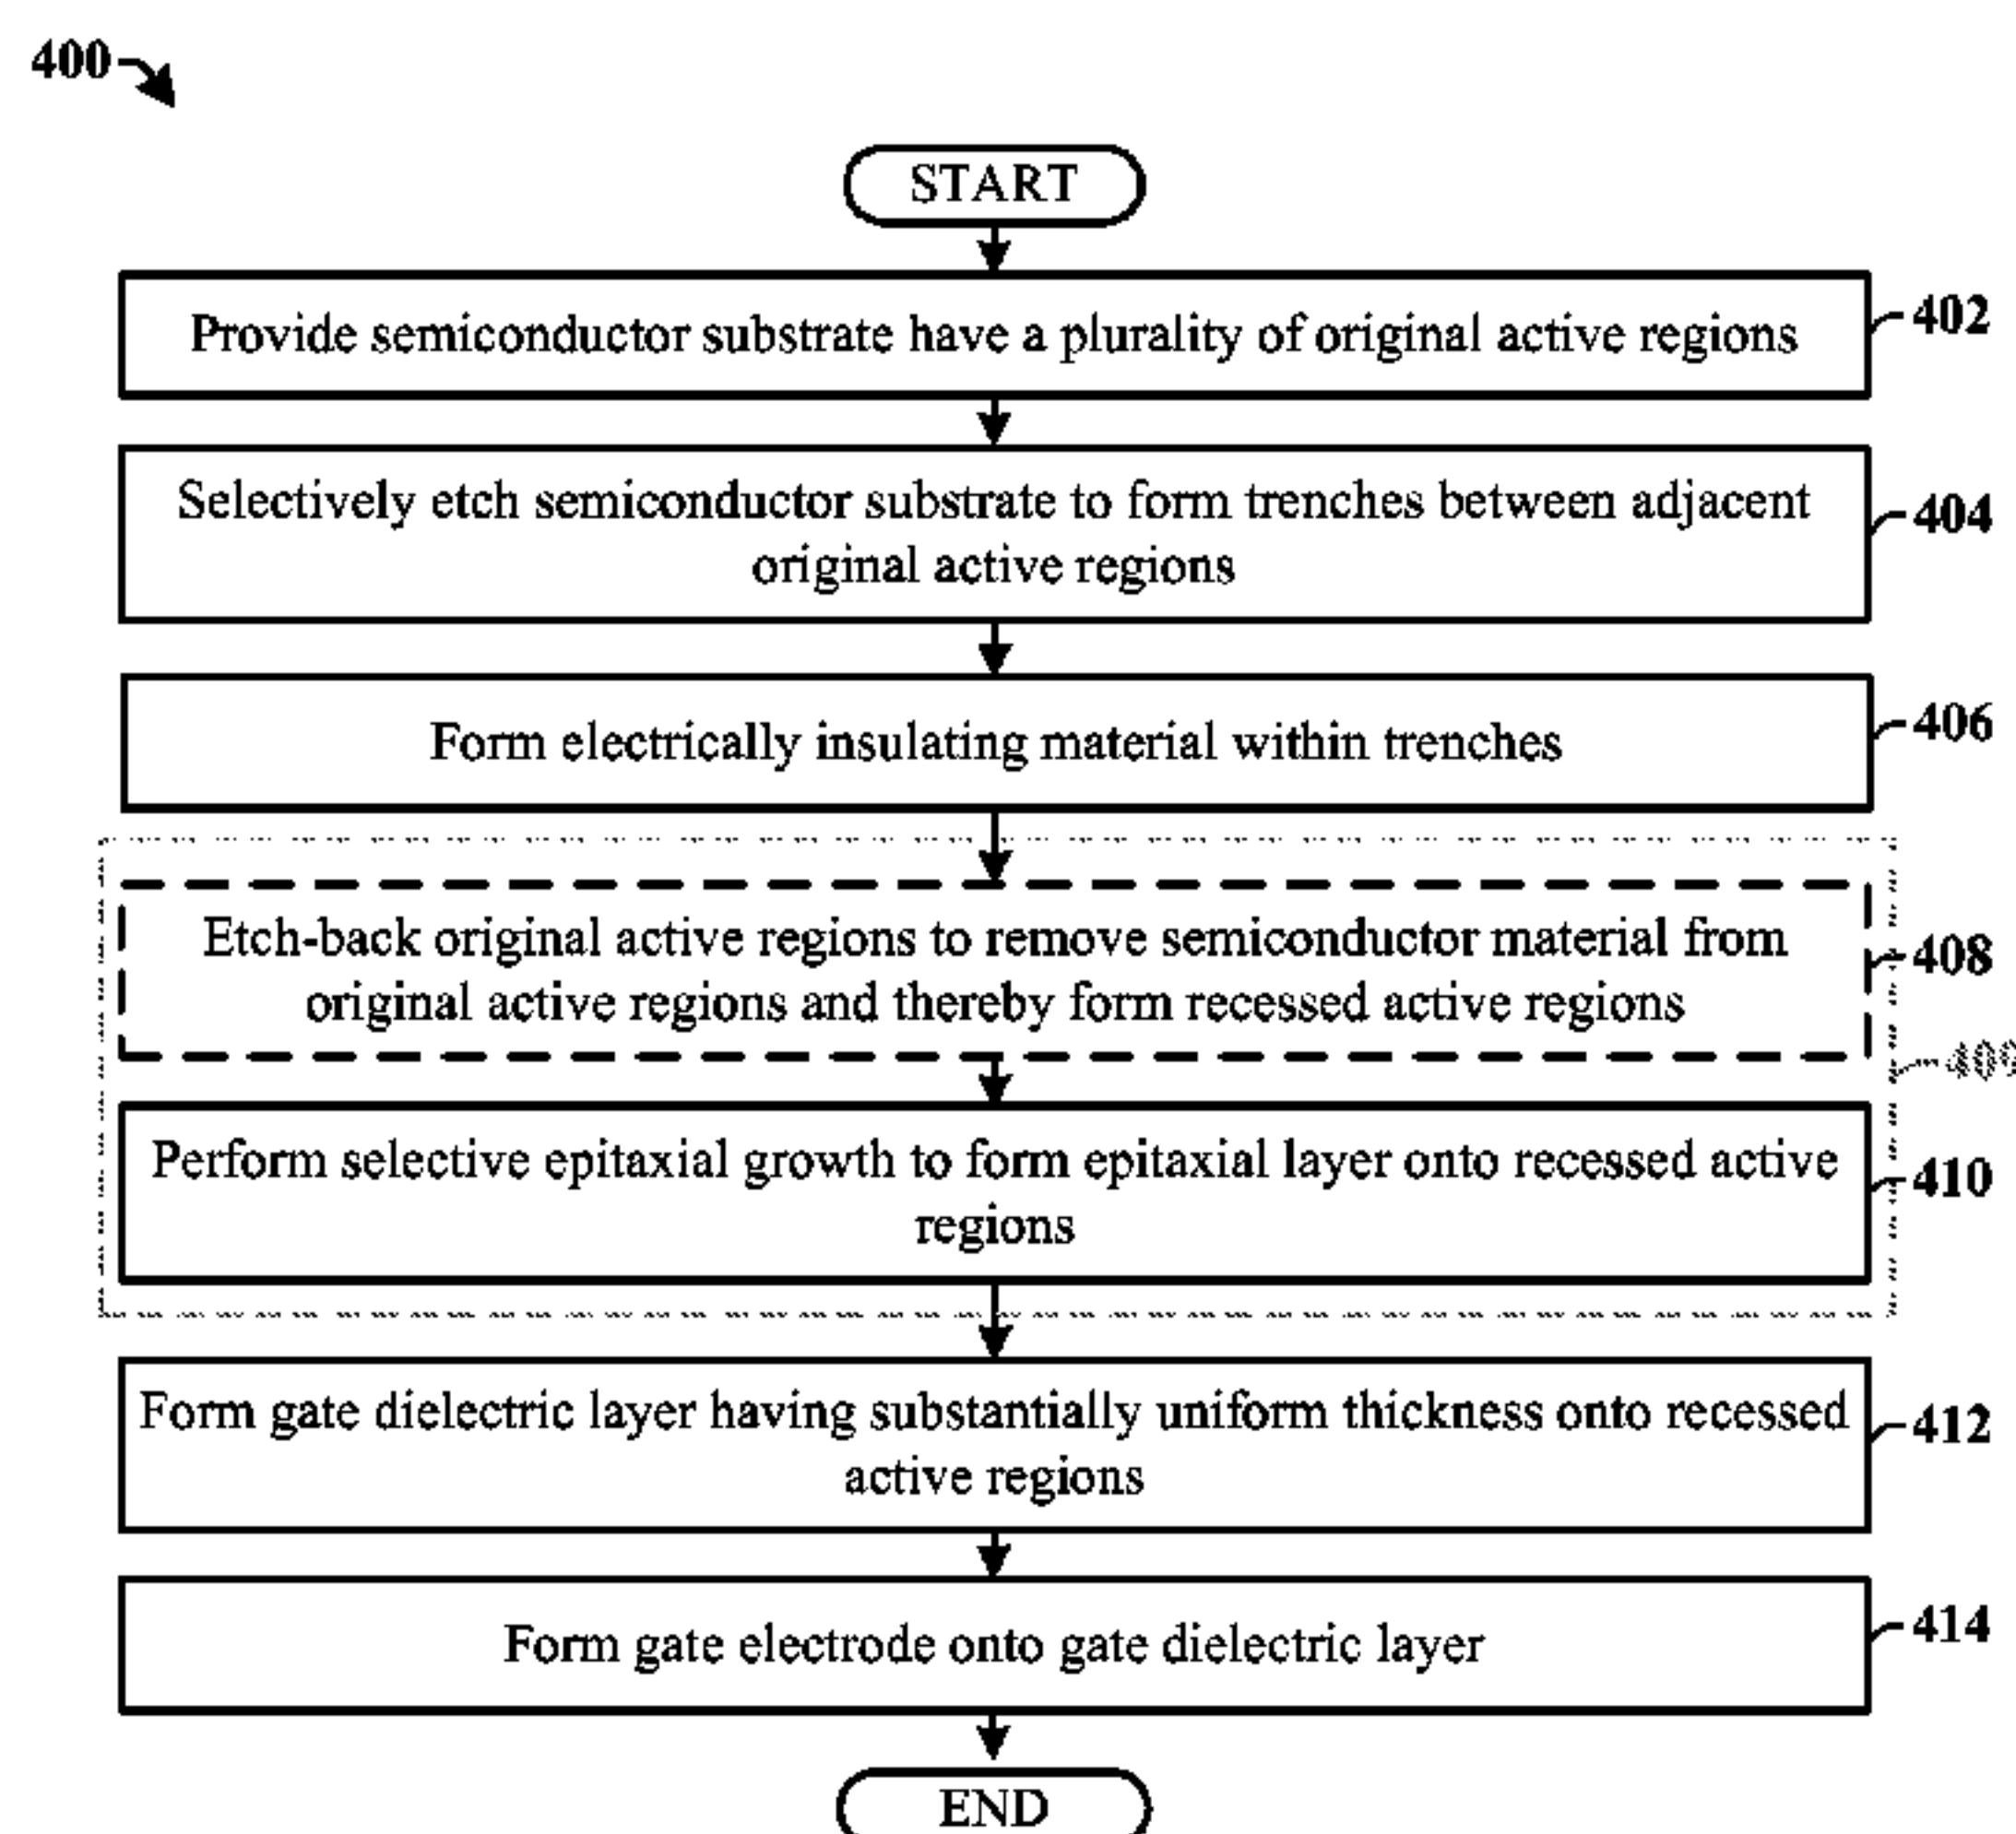 400
START
Provide semiconductor substrate have a plurality of original active regions
402
Selectively etch semiconductor substrate to form trenches between adjacent
original active regions
404
Form electrically insulating material within trenches
406
Etch-back original active regions to remove semiconductor material from
original active regions and thereby form recessed active regions
408
409
Perform selective epitaxial growth to form epitaxial layer onto recessed active
regions
410
Form gate dielectric layer having substantially uniform thickness onto recessed
active regions
412
Form gate electrode onto gate dielectric layer
414
END